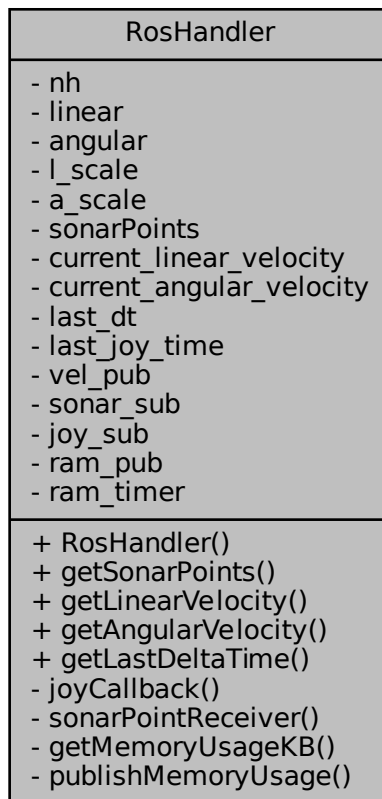 RosHandler
- nh
- linear
- angular
- l_scale
- a_scale
- sonarPoints
- current_linear_velocity
- current_angular_velocity
- last_dt
- last_joy_time
- vel_pub
- sonar_sub
- joy_sub
- ram_pub
- ram_timer
+ RosHandler()
+ getSonarPoints()
+ getLinearVelocity()
+ getAngularVelocity()
+ getLastDeltaTime()
- joyCallback()
- sonarPointReceiver()
- getMemoryUsageKB()
- publishMemoryUsage()